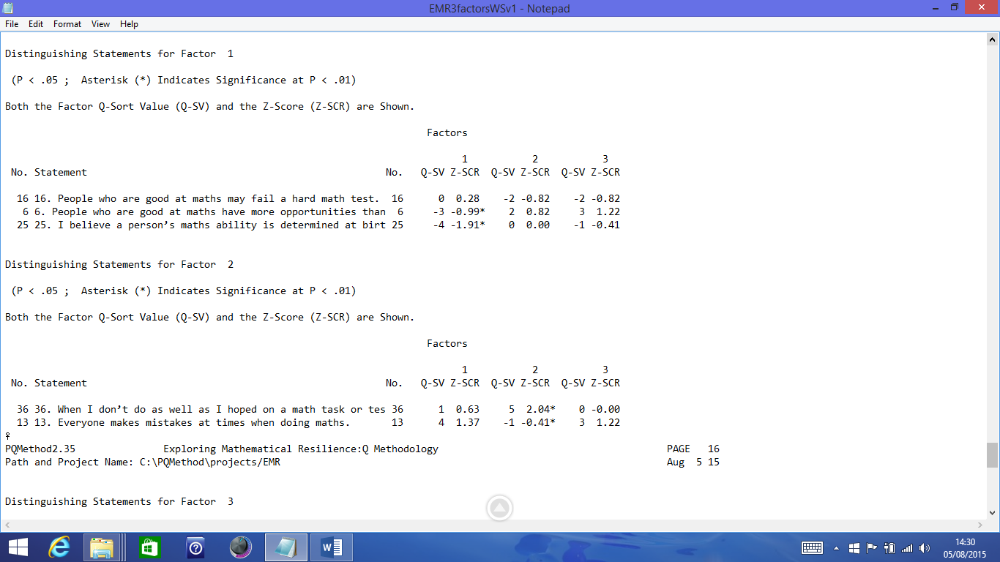 EMR3factorsWSv1 - Notepad
File Edit Format View Help
Distinguishing Statements for Factor 1
(P < .05 ; Asterisk (*) Indicates Significance at P < .01)
Both the Factor Q-Sort Value (Q-SV) and the Z-Score (Z-SCR) are Shown.
Factors
1 2 3
No. Statement No. Q-SV Z-SCR Q-SV Z-SCR Q-SV Z-SCR
16 16. People who are good at maths may fail a hard math test. 16 0 0.28 -2 -0.82 -2 -0.82
6 6. People who are good at maths have more opportunities than 6 -3 -0.99* 2 0.82 3 1.22
25 25. I believe a person’s maths ability is determined at birt 25 -4 -1.91* 0 0.00 -1 -0.41
Distinguishing Statements for Factor 2
(P < .05 ; Asterisk (*) Indicates Significance at P < .01)
Both the Factor Q-Sort Value (Q-SV) and the Z-Score (Z-SCR) are Shown.
Factors
1 2 3
No. Statement No. Q-SV Z-SCR Q-SV Z-SCR Q-SV Z-SCR
36 36. When I don’t do as well as I hoped on a math task or tes 36 1 0.63 5 2.04* 0 -0.00
13 13. Everyone makes mistakes at times when doing maths. 13 4 1.37 -1 -0.41* 3 1.22
PQMethod2.35 Exploring Mathematical Resilience:Q Methodology PAGE 16
Path and Project Name: C:\PQMethod\projects/EMR Aug 5 15
Distinguishing Statements for Factor 3
14:30
05/08/2015